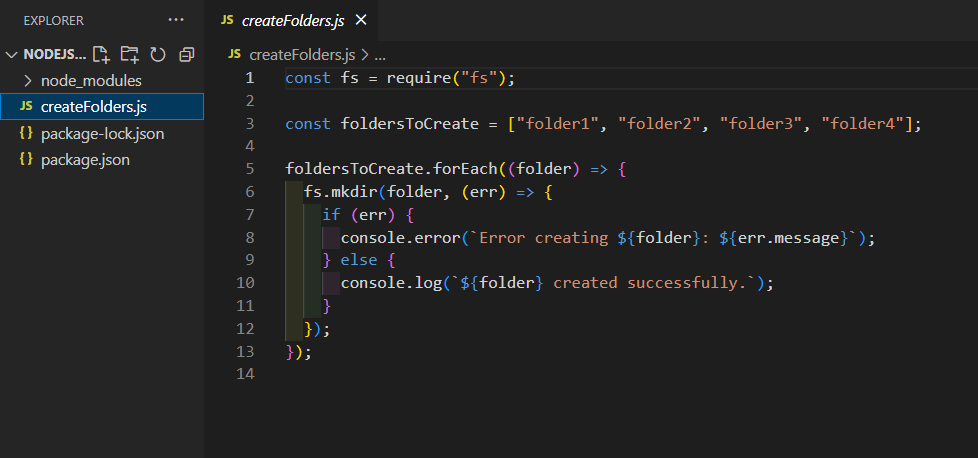 EXPLORER ...
NODEJS...
node_modules
JS createFolders.js
{} package-lock.json
{} package.json
JS createFolders.js
JS createFolders.js > ...
1 const fs = require("fs");
2
3 const foldersToCreate = ["folder1", "folder2", "folder3", "folder4"];
4
5 foldersToCreate.forEach((folder) => {
6   fs.mkdir(folder, (err) => {
7     if (err) {
8       console.error(`Error creating ${folder}: ${err.message}`);
9     } else {
10       console.log(`${folder} created successfully.`);
11     }
12   });
13 });
14